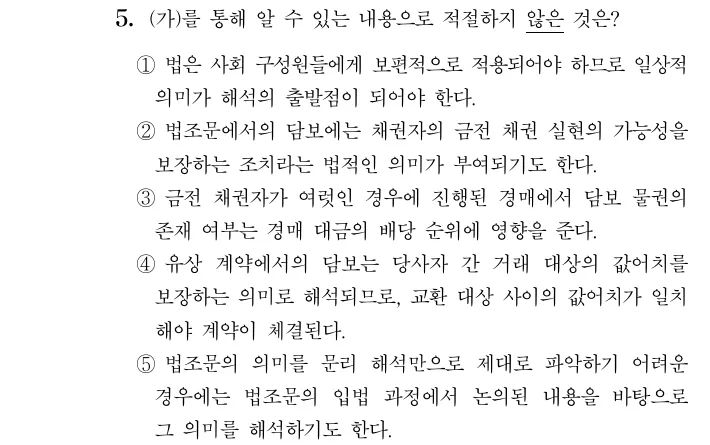 5. (가)를 통해 알 수 있는 내용으로 적절하지 않은 것은?
① 법은 사회 구성원들에게 보편적으로 적용되어야 하므로 일상적
의미가 해석의 출발점이 되어야 한다.
② 법조문에서의 담보에는 채권자의 금전 채권 실현의 가능성을
보장하는 조치라는 법적인 의미가 부여되기도 한다.
③ 금전 채권자가 여럿인 경우에 진행된 경매에서 담보 물권의
존재 여부는 경매 대금의 배당 순위에 영향을 준다.
④ 유상 계약에서의 담보는 당사자 간 거래 대상의 값어치를
보장하는 의미로 해석되므로, 교환 대상 사이의 값어치가 일치
해야 계약이 체결된다.
⑤ 법조문의 의미를 문리 해석만으로 제대로 파악하기 어려운
경우에는 법조문의 입법 과정에서 논의된 내용을 바탕으로
그 의미를 해석하기도 한다.